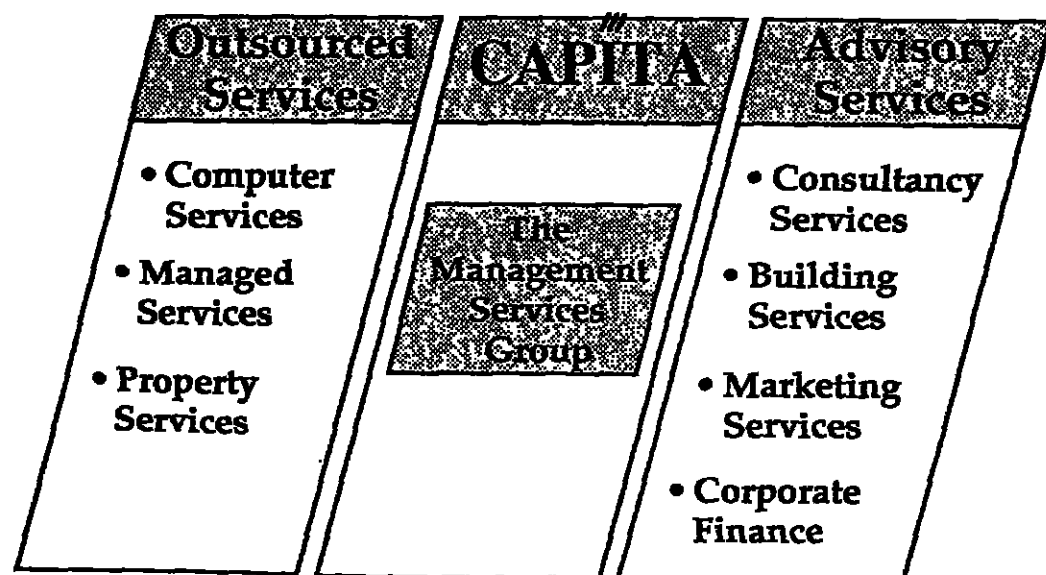 Outsourced
Services
• Computer
Services
• Managed
Services
• Property
Services
CAPITA
The
Management
Services
Group
Advisory
Services
• Consultancy
Services
• Building
Services
• Marketing
Services
• Corporate
Finance